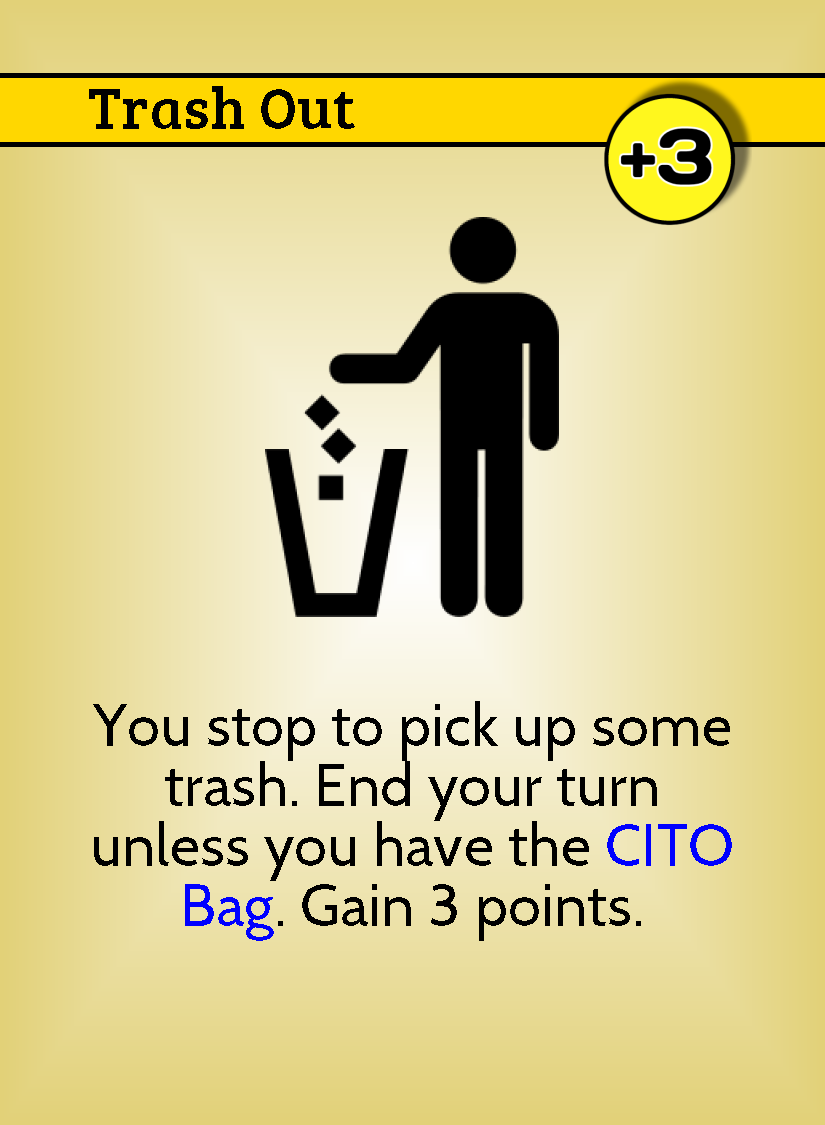 Trash Out
+3
You stop to pick up some
trash. End your turn
unless you have the CITO
Bag. Gain 3 points.